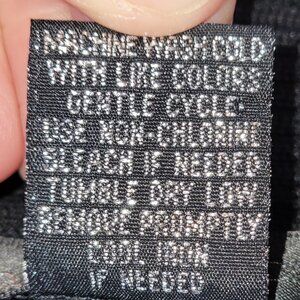 MACHINE WASH COLD
WITH LIKE COLORS
GENTLE CYCLE
USE NON-CHLORINE
BLEACH IF NEEDED
TUMBLE DRY LOW
REMOVE PROMPTLY
COOL IRON
IF NEEDED